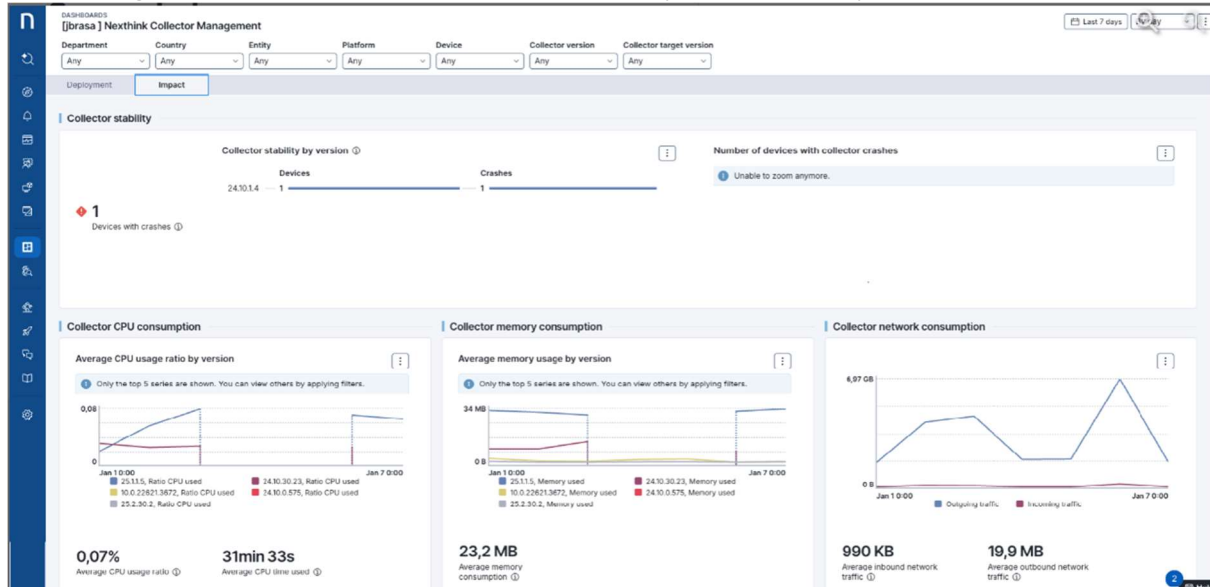 n
DASHBOARDS
[jbrasa ] Nexthink Collector Management
Last 7 days
Department Country Entity Platform Device Collector version Collector target version
Any Any Any Any Any Any Any
Deployment Impact
Collector stability
Collector stability by version
Devices Crashes
24.10.1.4 1 1
1
Devices with crashes
Number of devices with collector crashes
Unable to zoom anymore.
Collector CPU consumption
Average CPU usage ratio by version
Only the top 5 series are shown. You can view others by applying filters.
0,08
0
Jan 1 0:00 Jan 7 0:00
25.1.1.5, Ratio CPU used 24.10.30.23, Ratio CPU used
10.0.22621.3672, Ratio CPU used 24.10.0.575, Ratio CPU used
25.2.30.2, Ratio CPU used
0,07%
Average CPU usage ratio
31min 33s
Average CPU time used
Collector memory consumption
Average memory usage by version
Only the top 5 series are shown. You can view others by applying filters.
34 MB
0 B
Jan 1 0:00 Jan 7 0:00
25.1.1.5, Memory used 24.10.30.23, Memory used
10.0.22621.3672, Memory used 24.10.0.575, Memory used
25.2.30.2, Memory used
23,2 MB
Average memory
consumption
Collector network consumption
6,97 GB
0 B
Jan 1 0:00 Jan 7 0:00
Outgoing traffic Incoming traffic
990 KB
Average inbound network
traffic
19,9 MB
Average outbound network
traffic
2